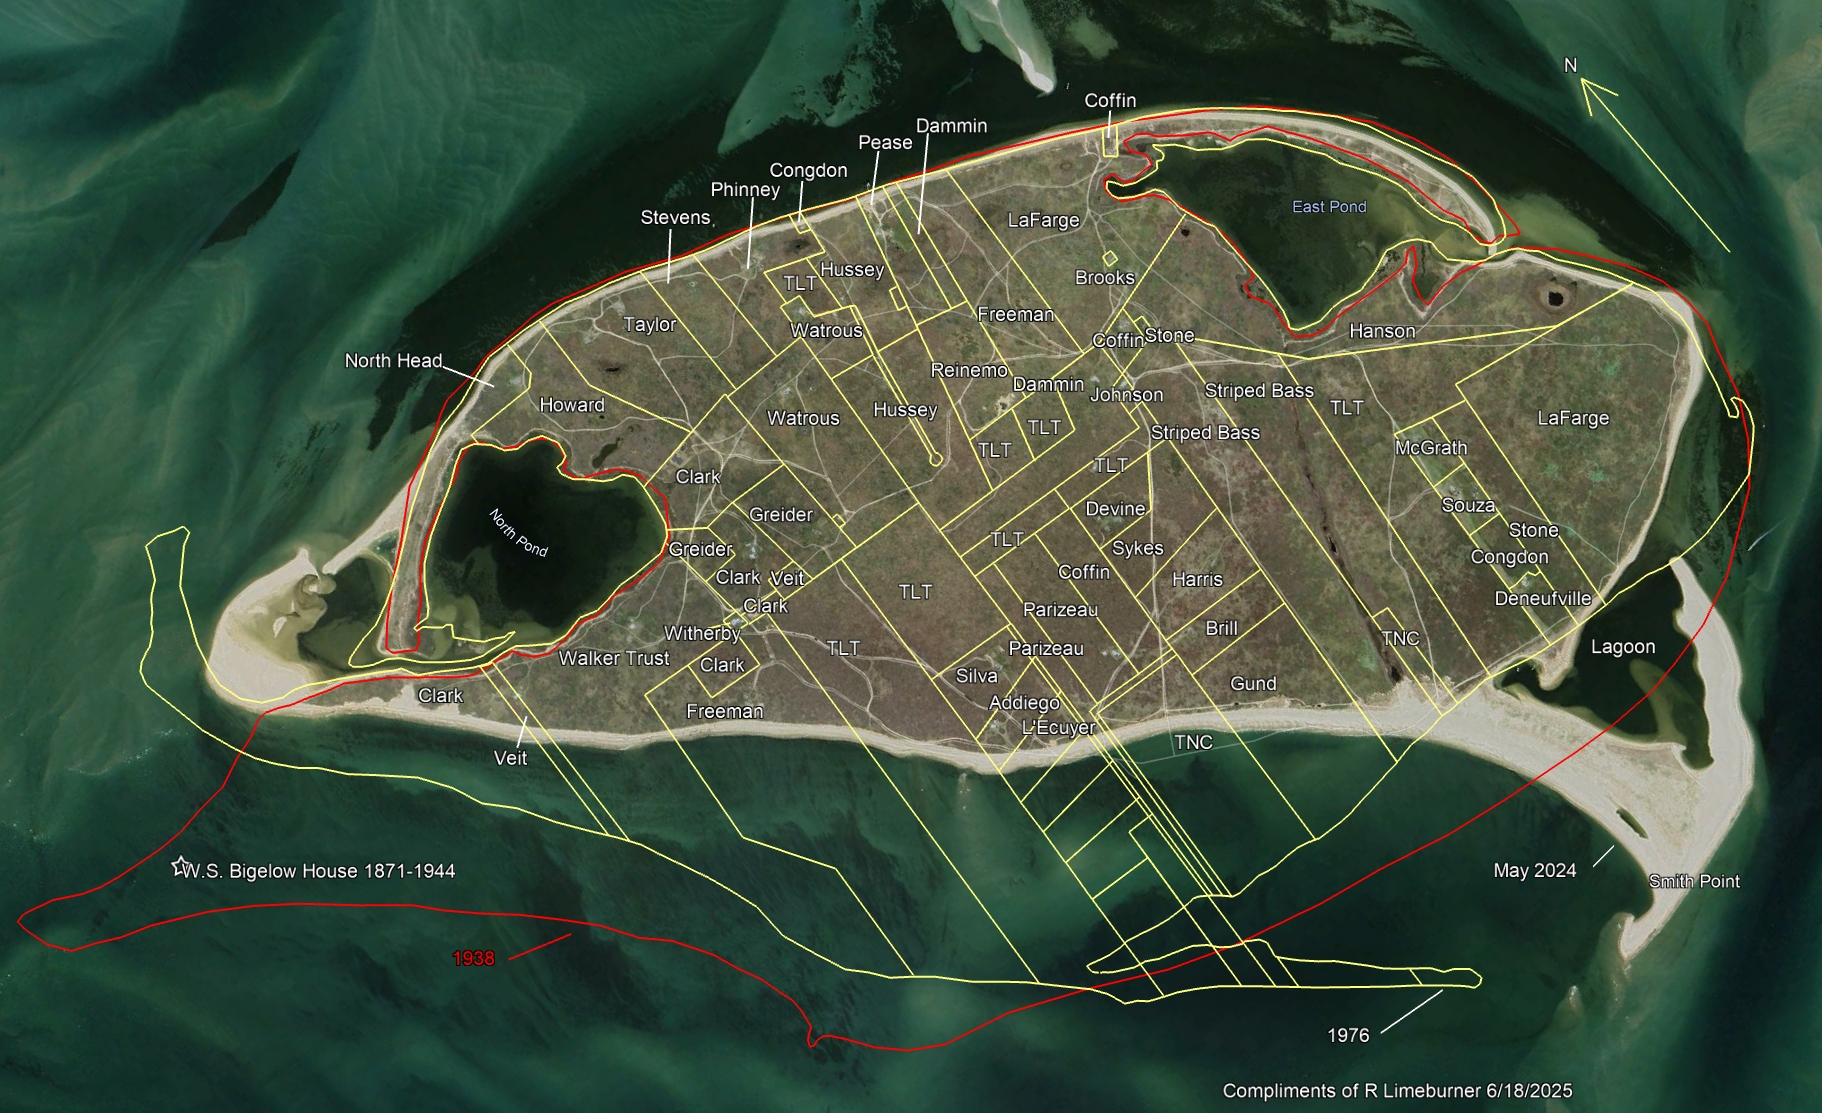 N
Coffin
Dammin
Pease
Congdon
Phinney
Stevens
East Pond
LaFarge
Hussey
TLT
Brooks
Freeman
Taylor
Watrous
Hanson
Coffin
Stone
North Head
Reinemo
Dammin
Johnson
Striped Bass
Howard
TLT
Hussey
Watrous
LaFarge
TLT
Striped Bass
McGrath
TLT
TLT
Clark
Souza
Devine
Greider
North Pond
Stone
TLT
Sykes
Greider
Congdon
Coffin
Clark
Veit
Harris
TLT
Deneufville
Clark
Parizeau
Brill
Witherby
TNC
Lagoon
TLT
Parizeau
Walker Trust
Clark
Silva
Gund
Clark
Addiego
Freeman
L'Ecuyer
TNC
Veit
W.S. Bigelow House 1871-1944
May 2024
Smith Point
1938
1976
Compliments of R Limeburner 6/18/2025